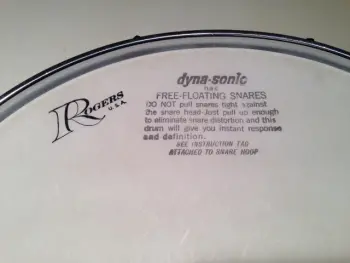 Rogers
U.S.A.
dyna-sonic
has
FREE-FLOATING SNARES
DO NOT pull snares tight against
the snare head-Just pull up enough
to eliminate snare distortion and this
drum will give you instant response
and definition.
SEE INSTRUCTION TAG
ATTACHED TO SNARE HOOP